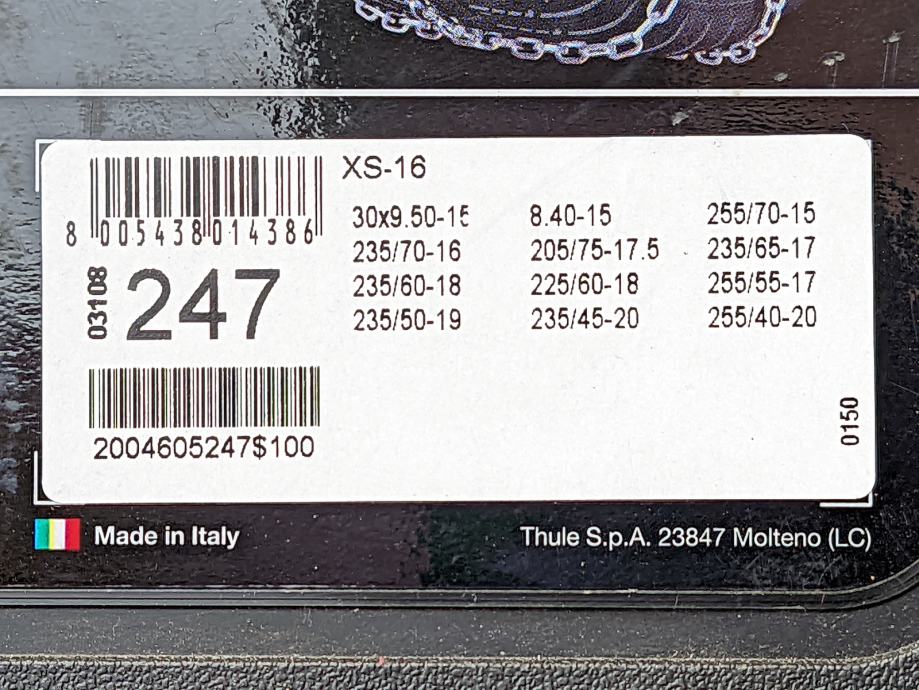 XS-16
8 005438 014386
30x9.50-15 8.40-15 255/70-15
235/70-16 205/75-17.5 235/65-17
235/60-18 225/60-18 255/55-17
235/50-19 235/45-20 255/40-20
03108
247
2004605247$100
0150
Made in Italy
Thule S.p.A. 23847 Molteno (LC)